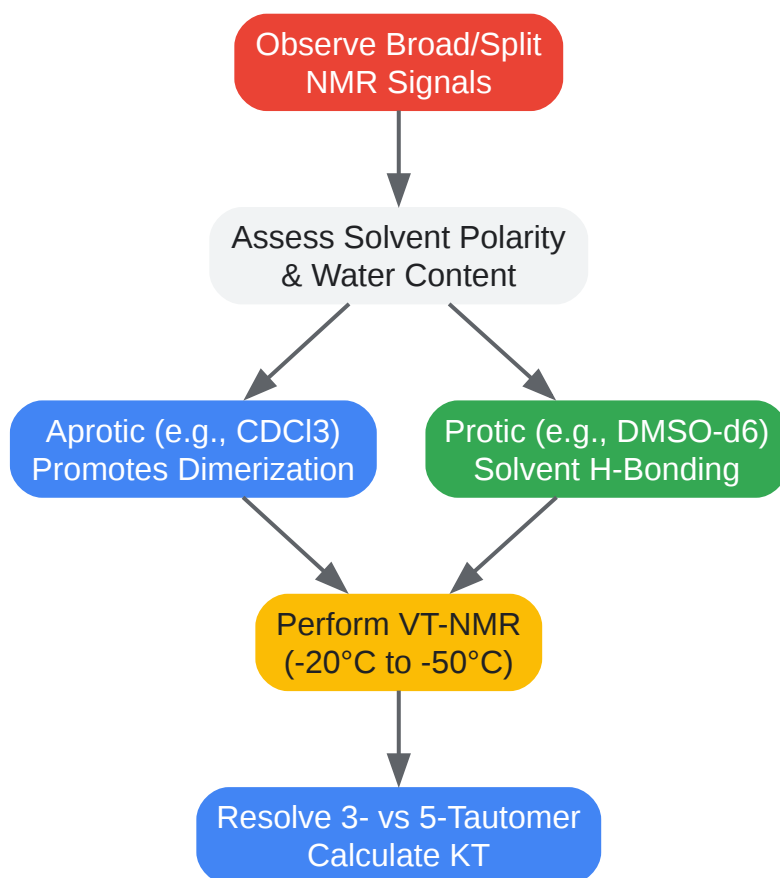 Observe Broad/Split
NMR Signals
Assess Solvent Polarity
& Water Content
Aprotic (e.g., CDCl3)
Promotes Dimerization
Protic (e.g., DMSO-d6)
Solvent H-Bonding
Perform VT-NMR
(-20°C to -50°C)
Resolve 3- vs 5-Tautomer
Calculate KT